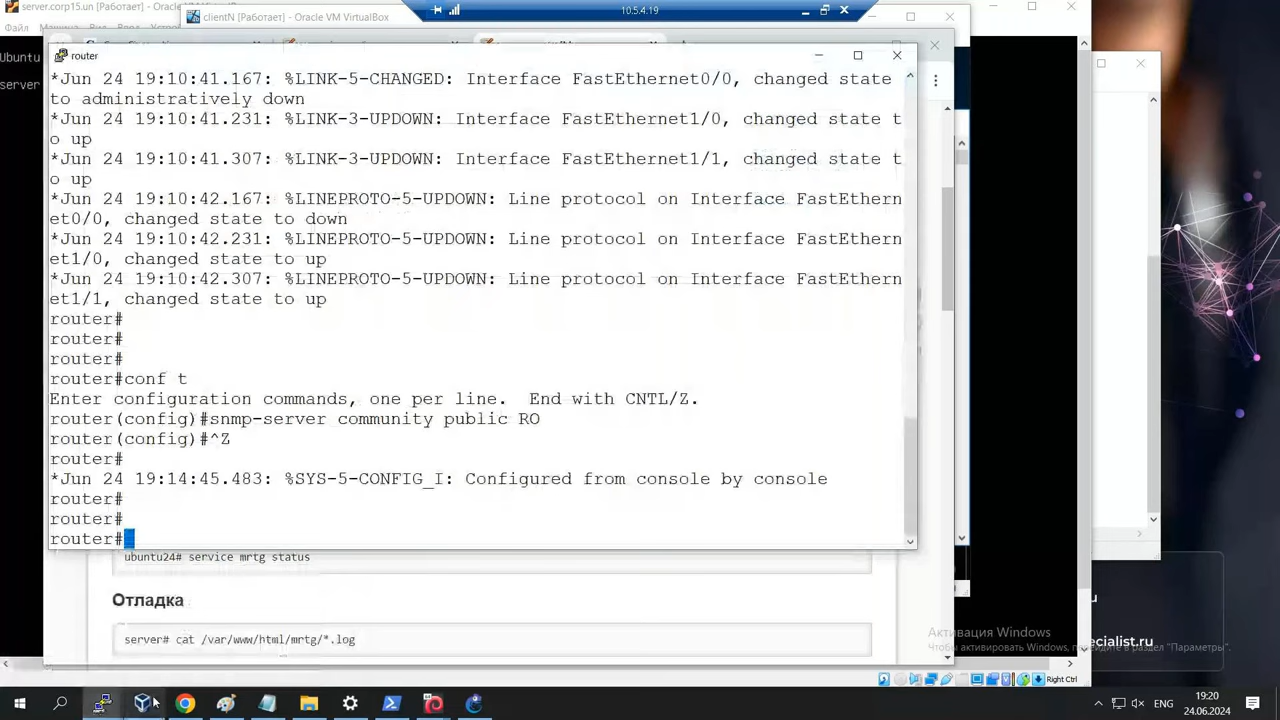 server.corp15.un [Работает] - Oracle VM VirtualBox
clientN [Работает] - Oracle VM VirtualBox
10.5.4.19
Файл
Ubuntu
server
router
*Jun 24 19:10:41.167: %LINK-5-CHANGED: Interface FastEthernet0/0, changed state
to administratively down
*Jun 24 19:10:41.231: %LINK-3-UPDOWN: Interface FastEthernet1/0, changed state t
o up
*Jun 24 19:10:41.307: %LINK-3-UPDOWN: Interface FastEthernet1/1, changed state t
o up
*Jun 24 19:10:42.167: %LINEPROTO-5-UPDOWN: Line protocol on Interface FastEthern
et0/0, changed state to down
*Jun 24 19:10:42.231: %LINEPROTO-5-UPDOWN: Line protocol on Interface FastEthern
et1/0, changed state to up
*Jun 24 19:10:42.307: %LINEPROTO-5-UPDOWN: Line protocol on Interface FastEthern
et1/1, changed state to up
router#
router#
router#
router#conf t
Enter configuration commands, one per line.  End with CNTL/Z.
router(config)#snmp-server community public RO
router(config)#^Z
router#
*Jun 24 19:14:45.483: %SYS-5-CONFIG_I: Configured from console by console
router#
router#
router#
ubuntu24# service mrtg status
Отладка
server# cat /var/www/html/mrtg/*.log
Активация Windows
Чтобы активировать Windows, перейдите в раздел "Параметры".
ecialist.ru
Right Ctrl
ENG
19:20
24.06.2024